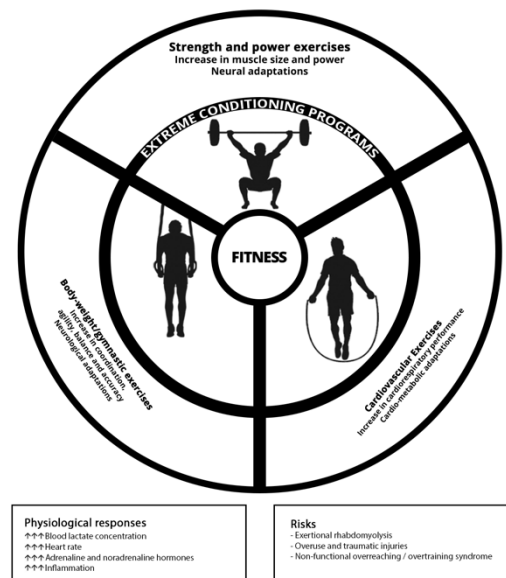 Strength and power exercises
Increase in muscle size and power
Neural adaptations
EXTREME CONDITIONING PROGRAMS
FITNESS
Body-weight/gymnastic exercises
Increase in coordination,
agility, balance and accuracy
Neurological adaptations
Cardiovascular Exercises
Increase in cardiorespiratory performance
Cardio-metabolic adaptations
Physiological responses
↑↑↑Blood lactate concentration
↑↑↑Heart rate
↑↑↑Adrenaline and noradrenaline hormones
↑↑↑Inflammation
Risks
- Exertional rhabdomyolysis
- Overuse and traumatic injuries
- Non-functional overreaching / overtraining syndrome